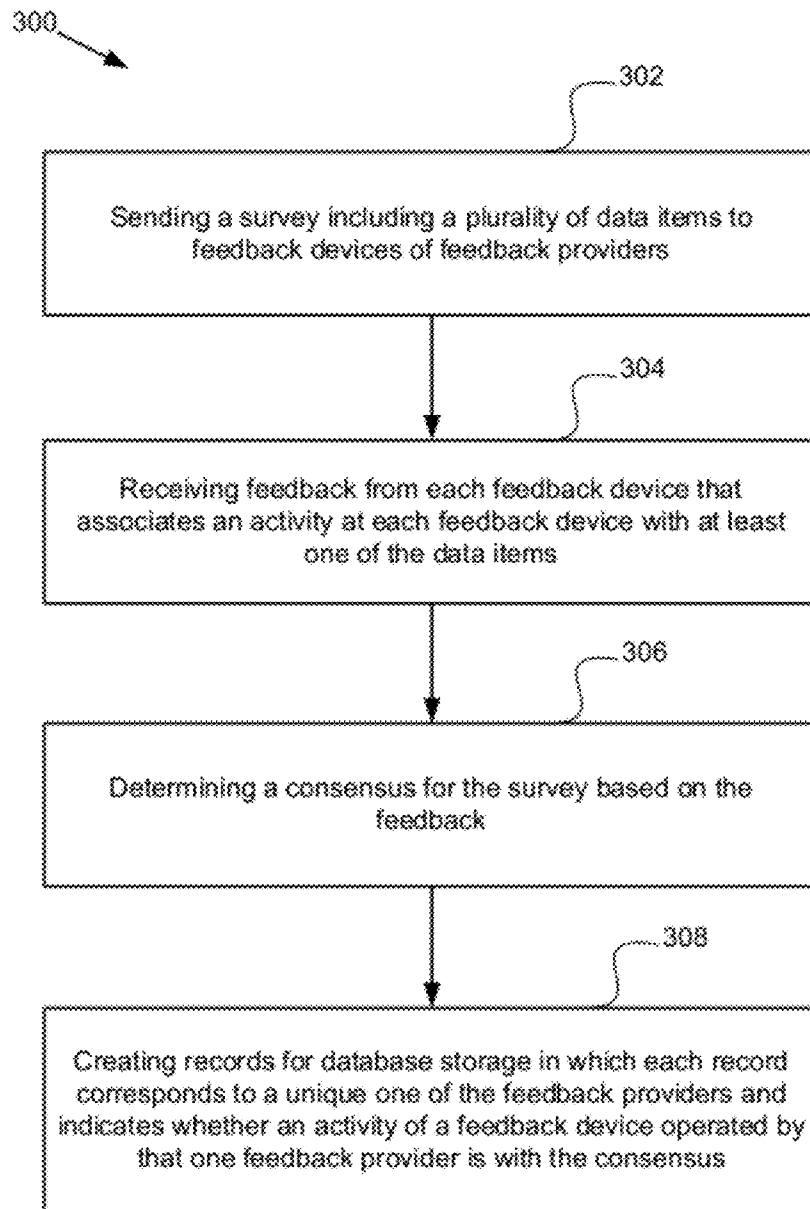 300
302
Sending a survey including a plurality of data items to
feedback devices of feedback providers
304
Receiving feedback from each feedback device that
associates an activity at each feedback device with at least
one of the data items
306
Determining a consensus for the survey based on the
feedback
308
Creating records for database storage in which each record
corresponds to a unique one of the feedback providers and
indicates whether an activity of a feedback device operated by
that one feedback provider is with the consensus